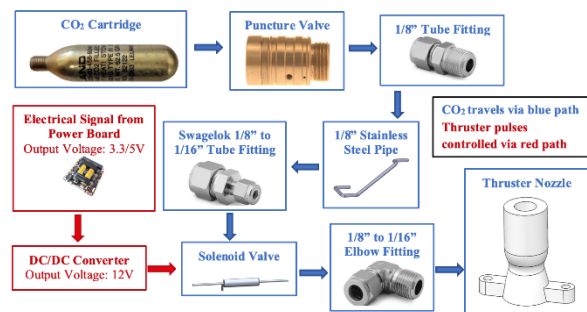 CO₂ Cartridge
Puncture Valve
1/8” Tube Fitting
Electrical Signal from
Power Board
Output Voltage: 3.3/5V
Swagelok 1/8” to
1/16” Tube Fitting
1/8” Stainless
Steel Pipe
CO₂ travels via blue path
Thruster pulses
controlled via red path
Thruster Nozzle
DC/DC Converter
Output Voltage: 12V
Solenoid Valve
1/8” to 1/16”
Elbow Fitting